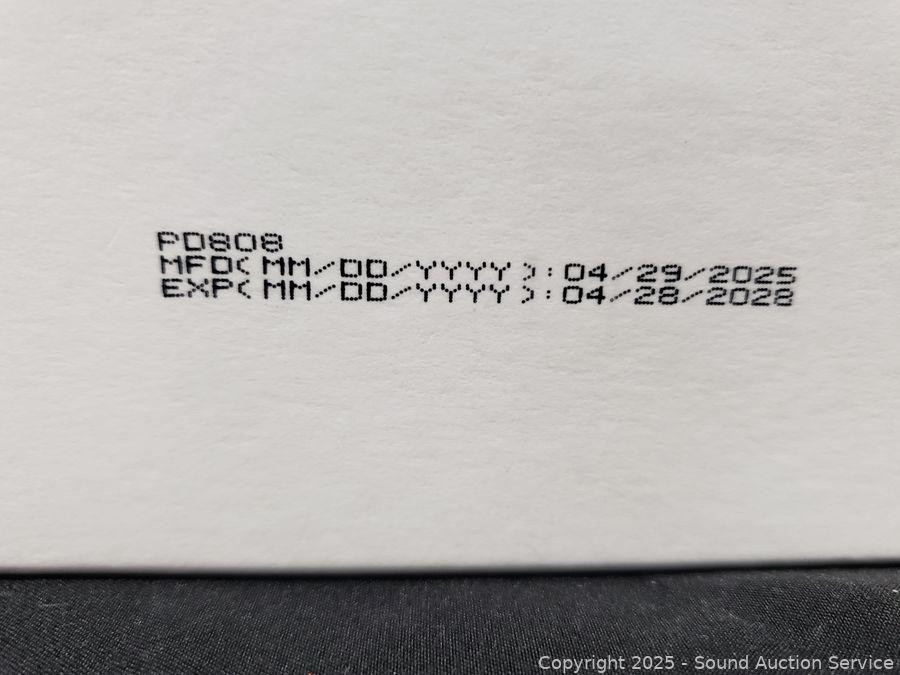 PD808
MFD(MM/DD/YYYY):04/29/2025
EXP(MM/DD/YYYY):04/28/2028
Copyright 2025 - Sound Auction Service